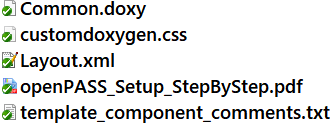 Common.doxy
customdoxygen.css
Layout.xml
openPASS_Setup_StepByStep.pdf
template_component_comments.txt